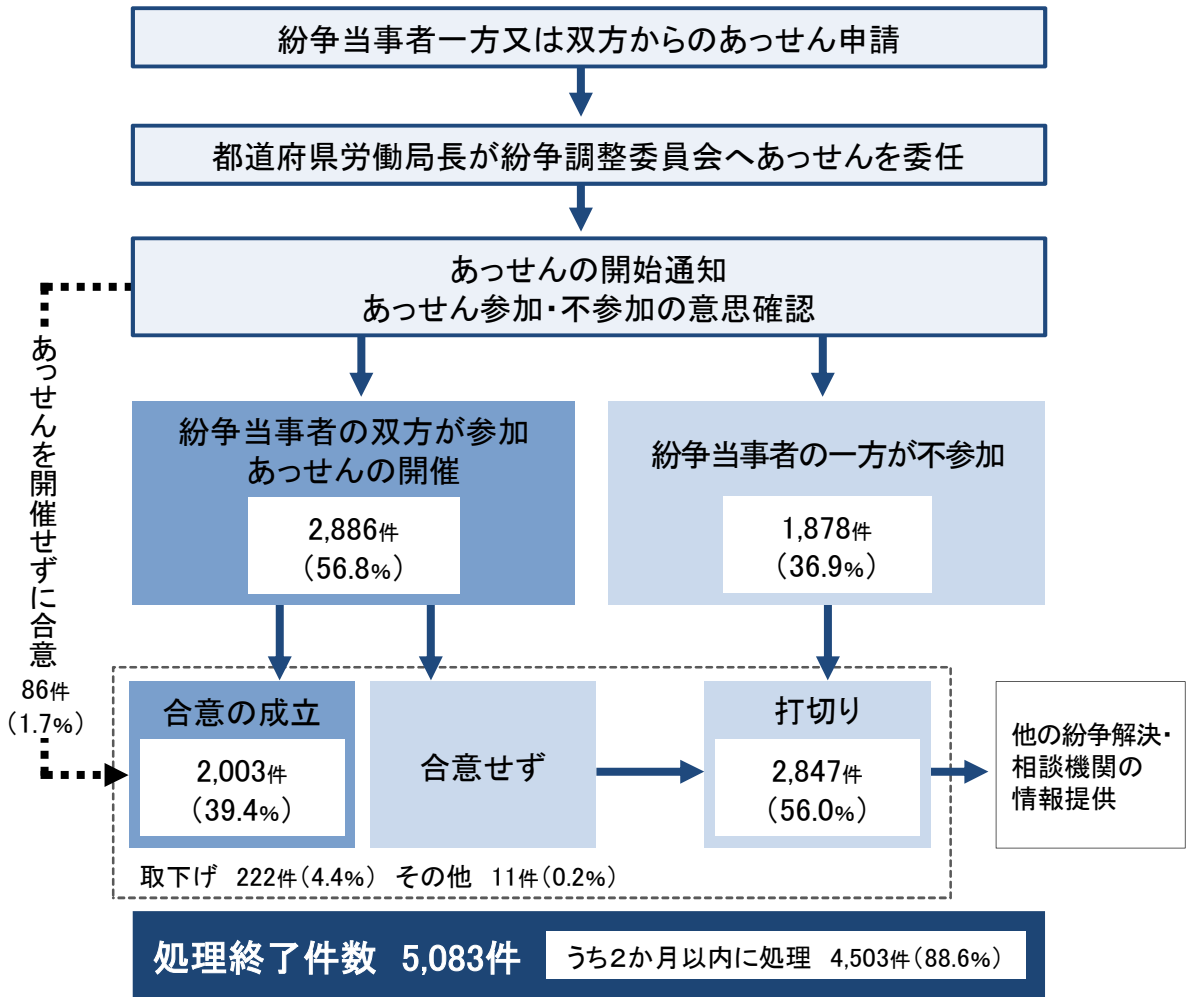 紛争当事者一方又は双方からのあっせん申請
都道府県労働局長が紛争調整委員会へあっせんを委任
あっせんの開始通知
あっせん参加・不参加の意思確認
あっせんを開催せずに合意
86件
(1.7%)
紛争当事者の双方が参加
あっせんの開催
2,886件
(56.8%)
紛争当事者の一方が不参加
1,878件
(36.9%)
合意の成立
2,003件
(39.4%)
合意せず
打切り
2,847件
(56.0%)
他の紛争解決・
相談機関の
情報提供
取下げ 222件(4.4%) その他 11件(0.2%)
処理終了件数 5,083件
うち2か月以内に処理 4,503件(88.6%)